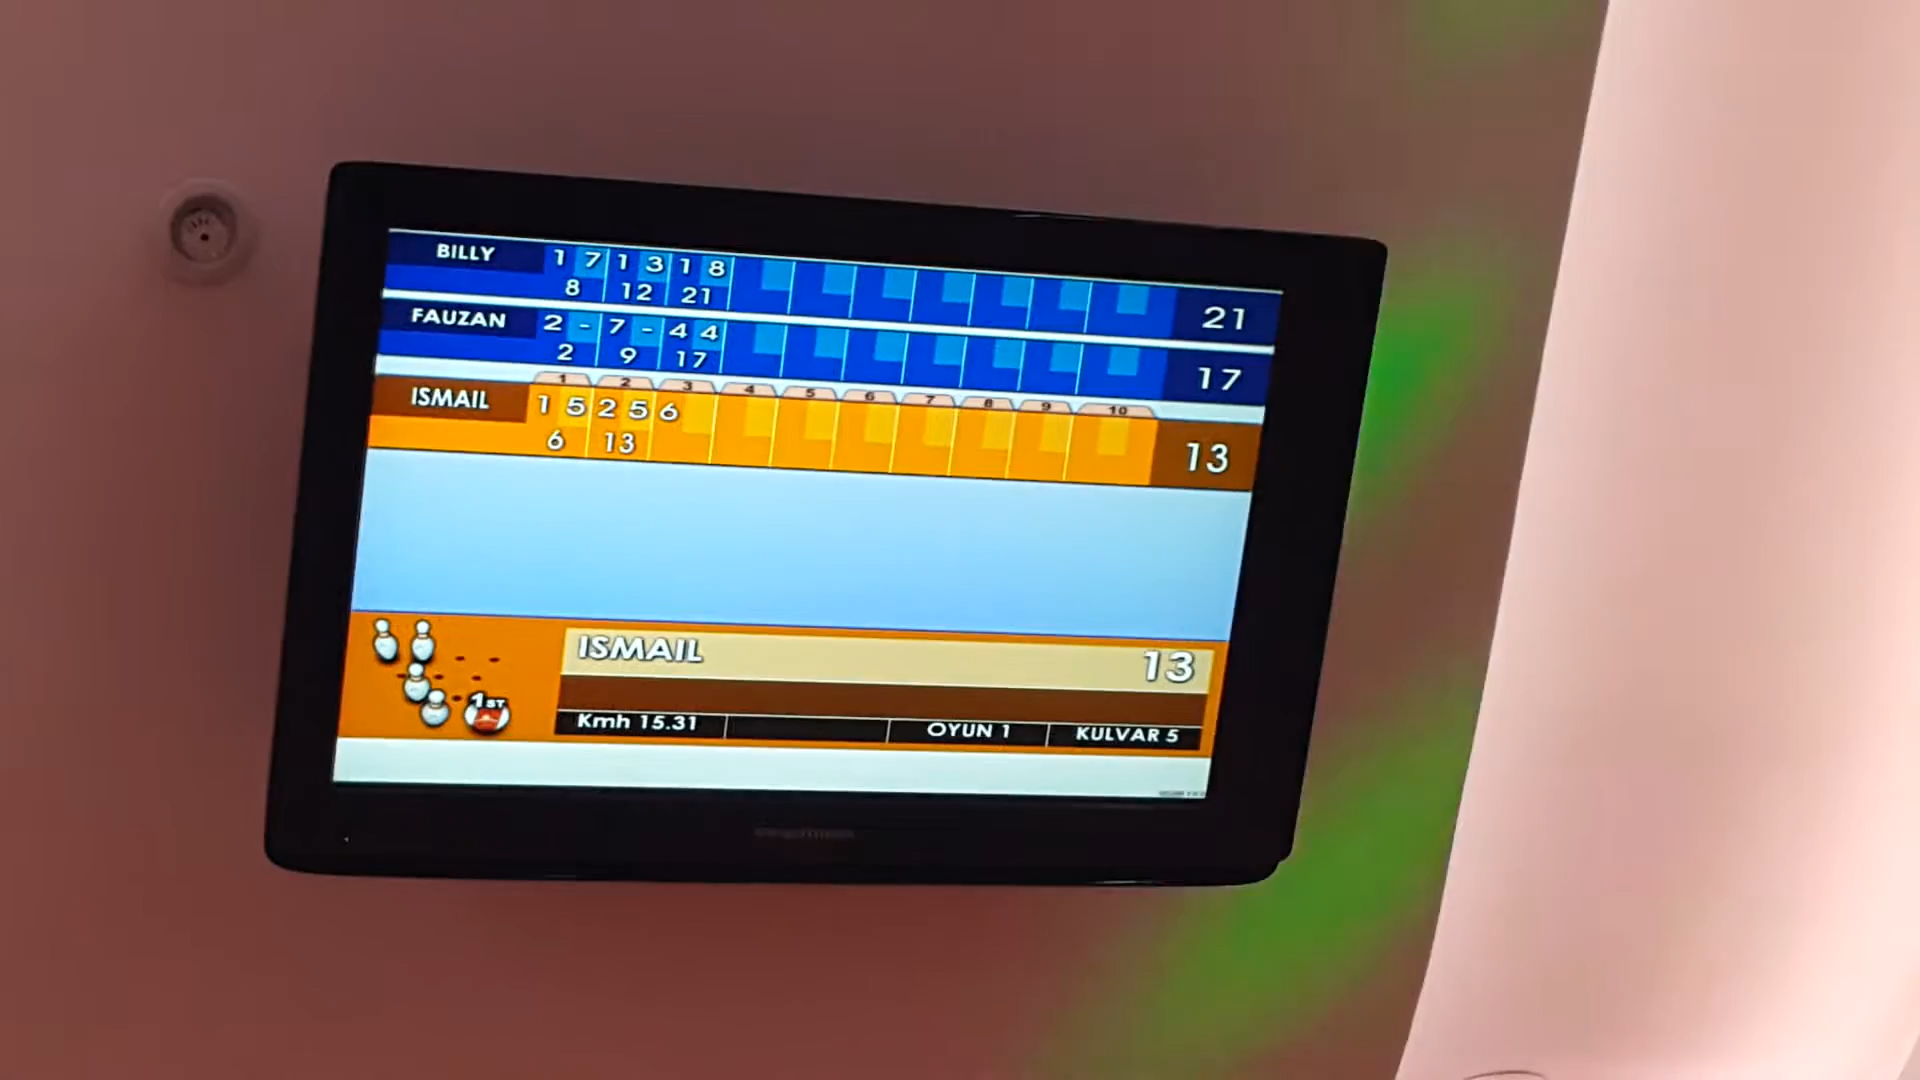 BILLY 1 7 1 3 1 8
8 12 21 21
FAUZAN 2 - 7 - 4 4
2 9 17 17
1 2 3 4 5 6 7 8 9 10
ISMAIL 1 5 2 5 6
6 13 13
ISMAIL 13
1ST
Kmh 15.31 OYUN 1 KULVAR 5